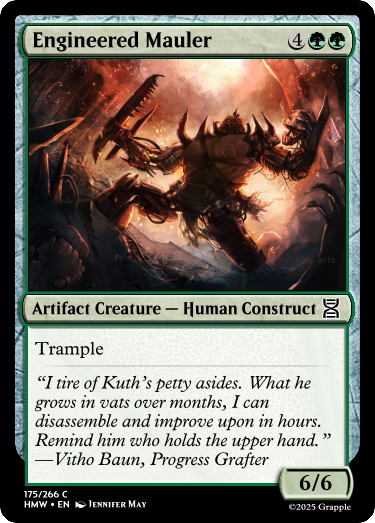 Engineered Mauler 4
Artifact Creature — Human Construct
Trample
“I tire of Kuth’s petty asides. What he
grows in vats over months, I can
disassemble and improve upon in hours.
Remind him who holds the upper hand.”
—Vitho Baun, Progress Grafter
6/6
175/266 C
HMW • EN Jennifer May
©2025 Grapple